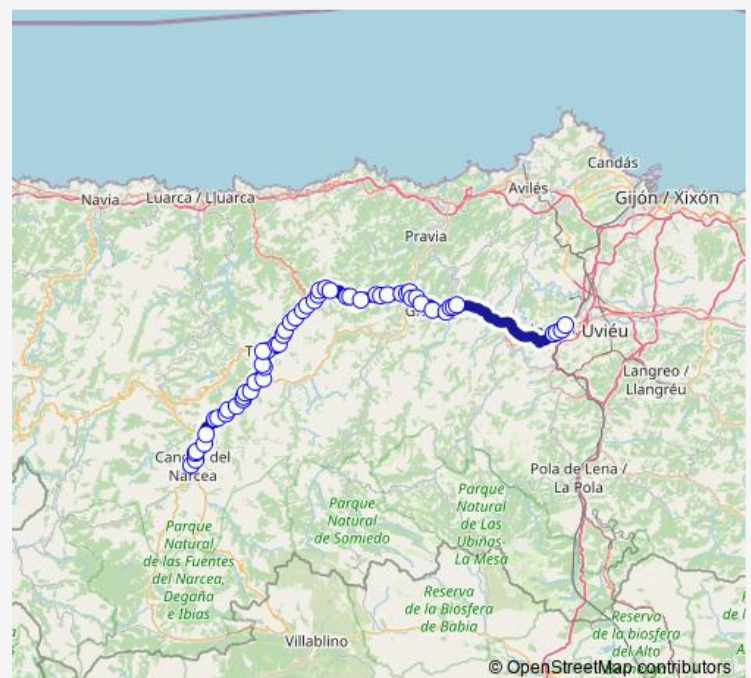 Candás
Avilés
Navia
Luarca / Ḷḷuarca
Gijón / Xixón
Pravia
G
Uviéu
T
Langreo /
Llangréu
Can
del
Narcea
Pola de Lena /
La Pola
Parque
Natural
de Las
Ubiñas-
La Mesa
Parque
Natural
de Somiedo
Parque
Natural
de las Fuentes
del Narcea,
Degaña
e Ibias
Reserva
de la Biosfera
de Babia
Reserva
de la biosfera
del Alto
Villablino
© OpenStreetMap contributors